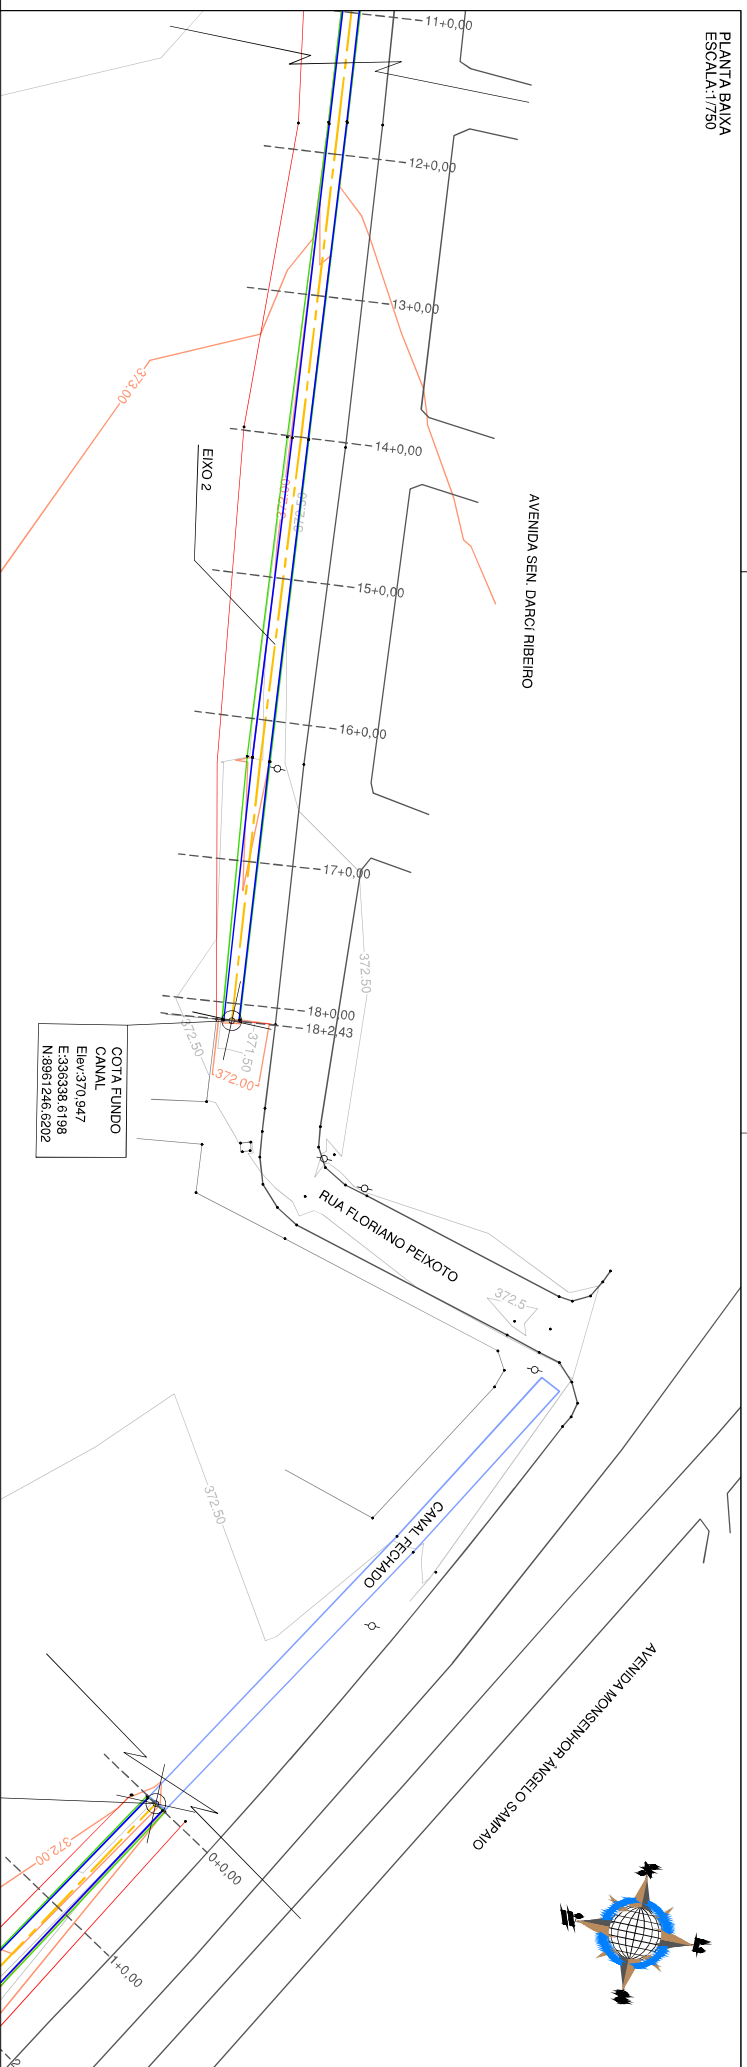 PLANTA BAIXA
ESCALA:1/750
11+0,00
12+0,00
13+0,00
373.00
14+0,00
EIXO 2
AVENIDA SEN. DARCÍ RIBEIRO
15+0,00
16+0,00
17+0,00
372.50
18+0,00
18+2,43
372.50
371.50
372.00
COTA FUNDO
CANAL
Elev:370,947
E:336338.6198
N:8961246.6202
RUA FLORIANO PEIXOTO
372.5
372.50
CANAL FECHADO
AVENIDA MONSENHOR ÂNGELO SAMPAIO
372.00
0+0,00
1+0,00